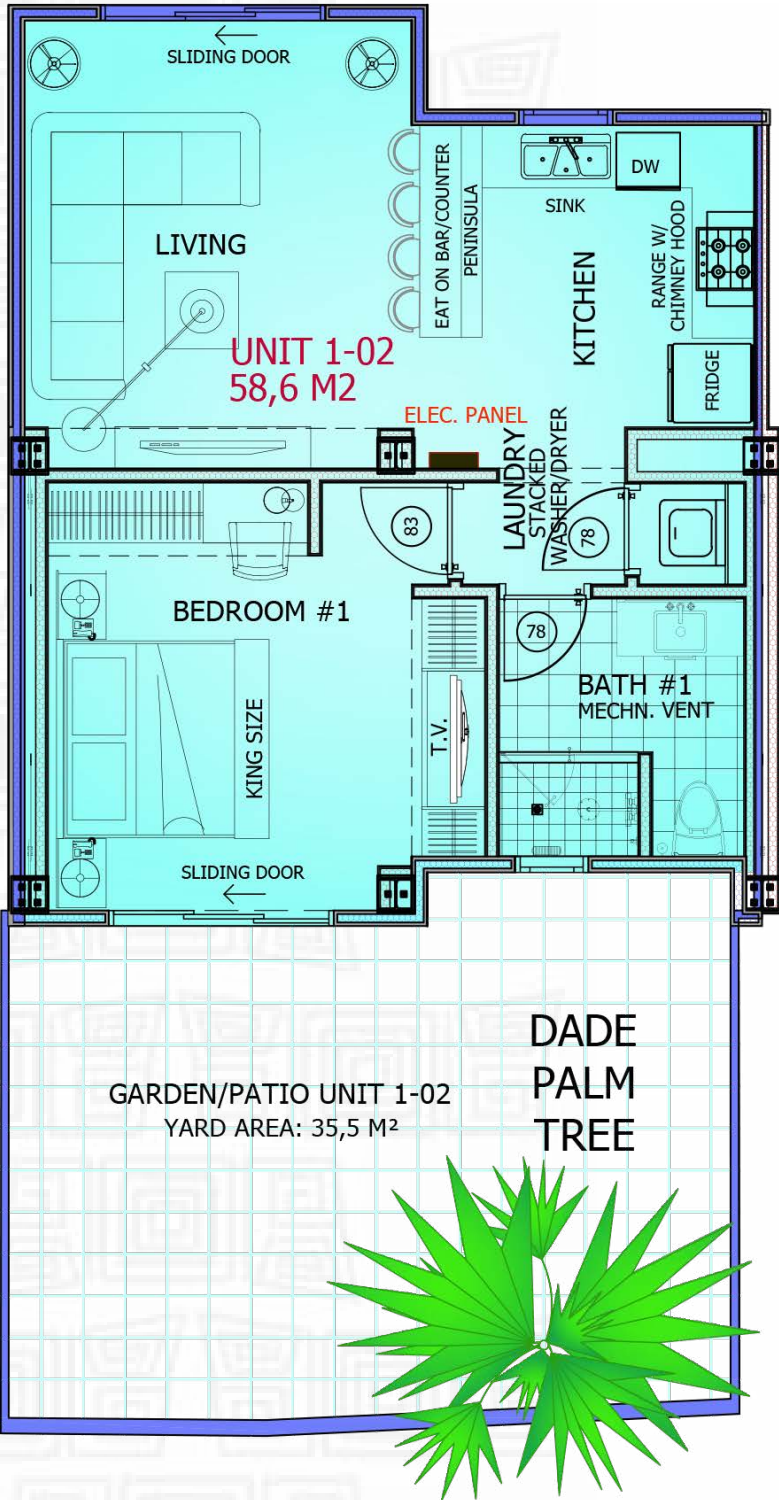 SLIDING DOOR
LIVING
EAT ON BAR/COUNTER
PENINSULA
SINK
DW
KITCHEN
RANGE W/
CHIMNEY HOOD
FRIDGE
UNIT 1-02
58,6 M2
ELEC. PANEL
LAUNDRY
STACKED
WASHER/DRYER
83
78
78
BEDROOM #1
KING SIZE
T.V.
BATH #1
MECHN. VENT
SLIDING DOOR
GARDEN/PATIO UNIT 1-02
YARD AREA: 35,5 M²
DADE
PALM
TREE